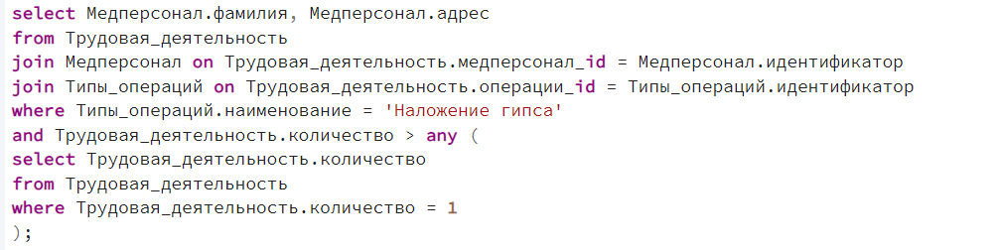 select Медперсонал.фамилия, Медперсонал.адрес
from Трудовая_деятельность
join Медперсонал on Трудовая_деятельность.медперсонал_id = Медперсонал.идентификатор
join Типы_операций on Трудовая_деятельность.операции_id = Типы_операций.идентификатор
where Типы_операций.наименование = 'Наложение гипса'
and Трудовая_деятельность.количество > any (
select Трудовая_деятельность.количество
from Трудовая_деятельность
where Трудовая_деятельность.количество = 1
);